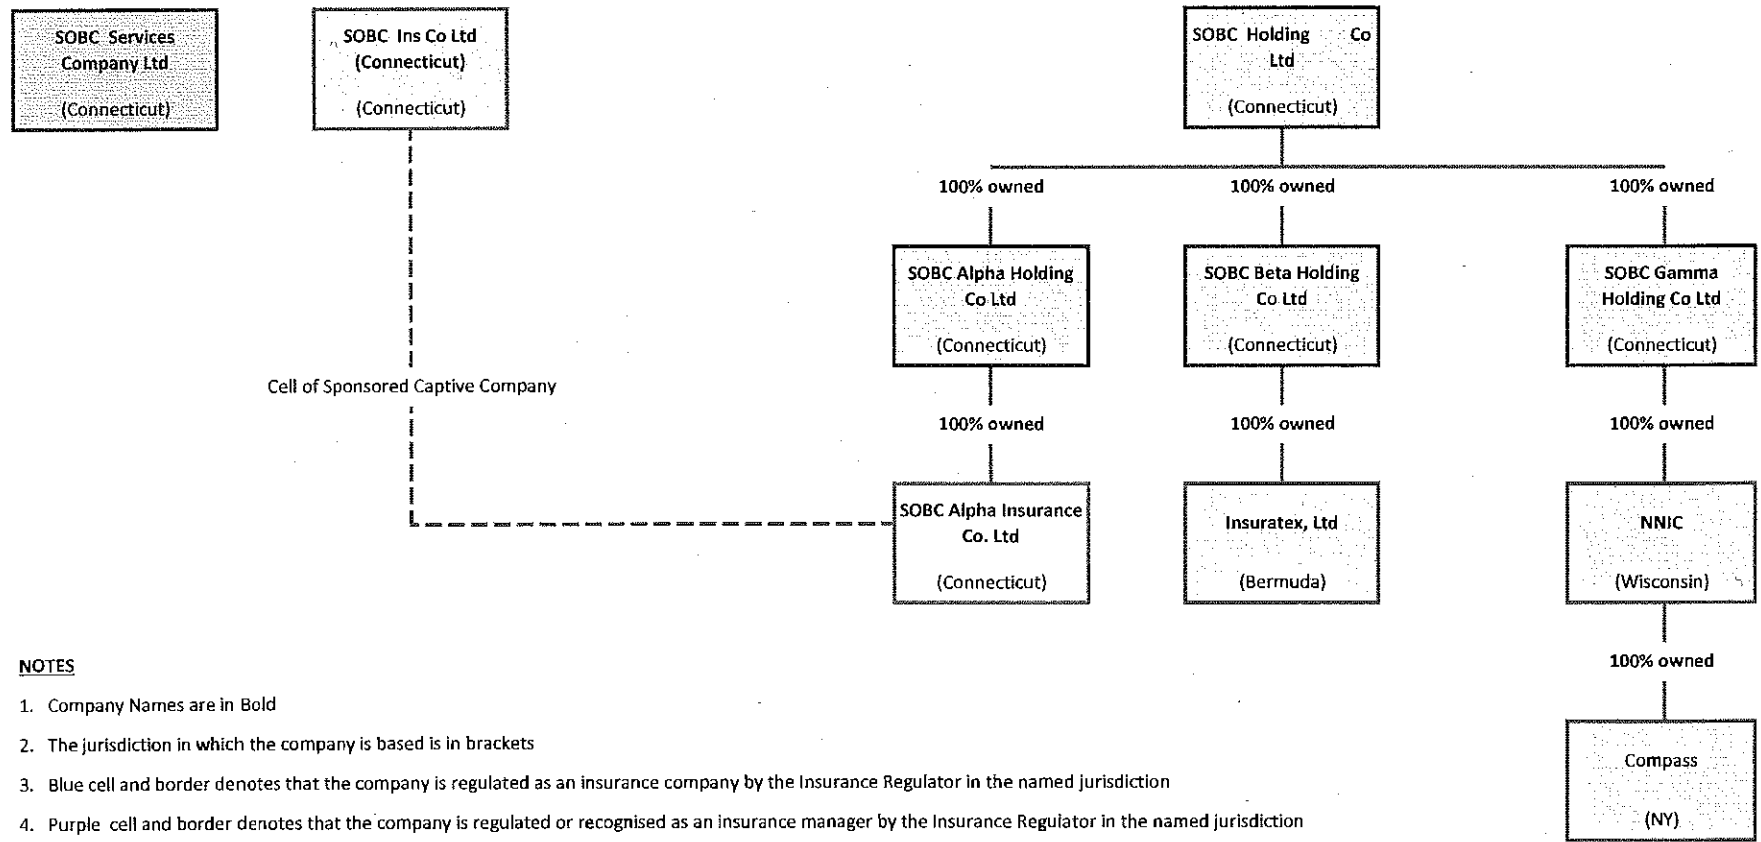 SOBC Services
Company Ltd
(Connecticut)
SOBC Ins Co Ltd
(Connecticut)
(Connecticut)
SOBC Holding Co
Ltd
(Connecticut)
100% owned
100% owned
100% owned
SOBC Alpha Holding
Co Ltd
(Connecticut)
SOBC Beta Holding
Co Ltd
(Connecticut)
SOBC Gamma
Holding Co Ltd
(Connecticut)
Cell of Sponsored Captive Company
100% owned
100% owned
100% owned
SOBC Alpha Insurance
Co. Ltd
(Connecticut)
Insuratex, Ltd
(Bermuda)
NNIC
(Wisconsin)
100% owned
Compass
(NY)
NOTES
1. Company Names are in Bold
2. The jurisdiction in which the company is based is in brackets
3. Blue cell and border denotes that the company is regulated as an insurance company by the Insurance Regulator in the named jurisdiction
4. Purple cell and border denotes that the company is regulated or recognised as an insurance manager by the Insurance Regulator in the named jurisdiction